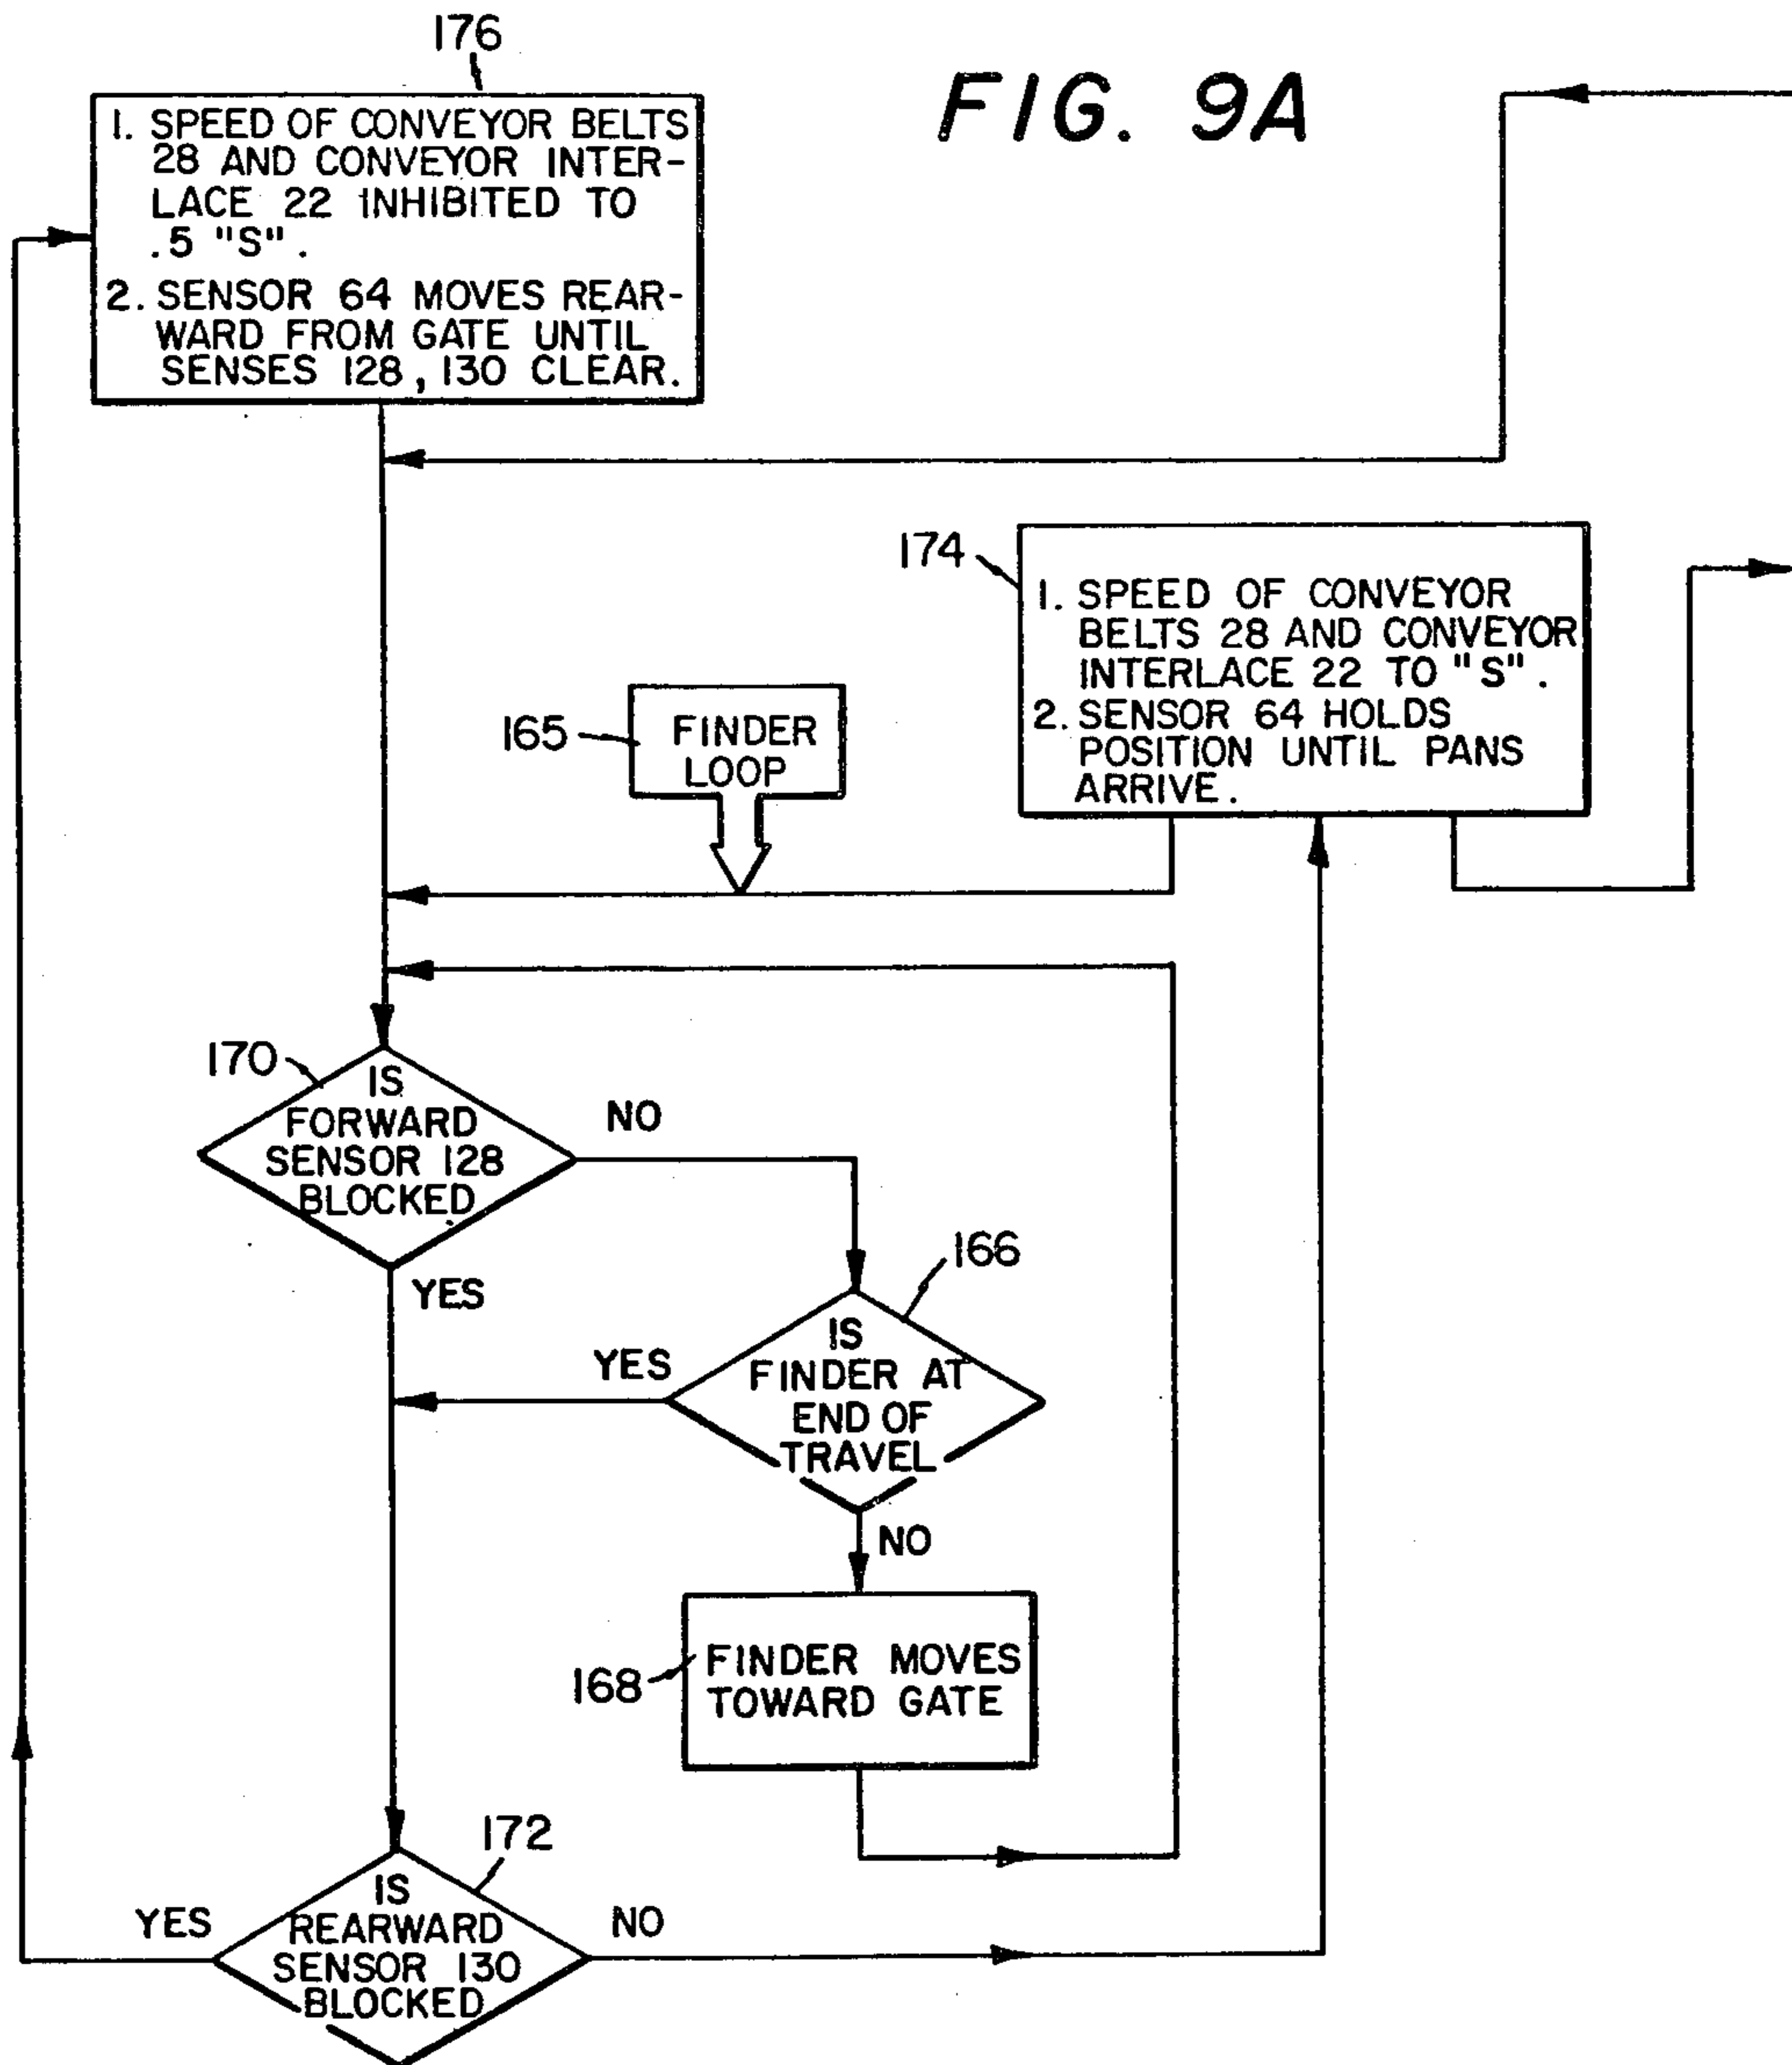 176
FIG. 9A
1. SPEED OF CONVEYOR BELTS
28 AND CONVEYOR INTER-
LACE 22 INHIBITED TO
.5 "S".
2. SENSOR 64 MOVES REAR-
WARD FROM GATE UNTIL
SENSES 128, 130 CLEAR.
174
1. SPEED OF CONVEYOR
BELTS 28 AND CONVEYOR
INTERLACE 22 TO "S".
2. SENSOR 64 HOLDS
POSITION UNTIL PANS
ARRIVE.
165
FINDER
LOOP
170
IS
FORWARD
SENSOR 128
BLOCKED
NO
YES
166
IS
FINDER AT
END OF
TRAVEL
YES
NO
168
FINDER MOVES
TOWARD GATE
172
IS
REARWARD
SENSOR 130
BLOCKED
YES
NO